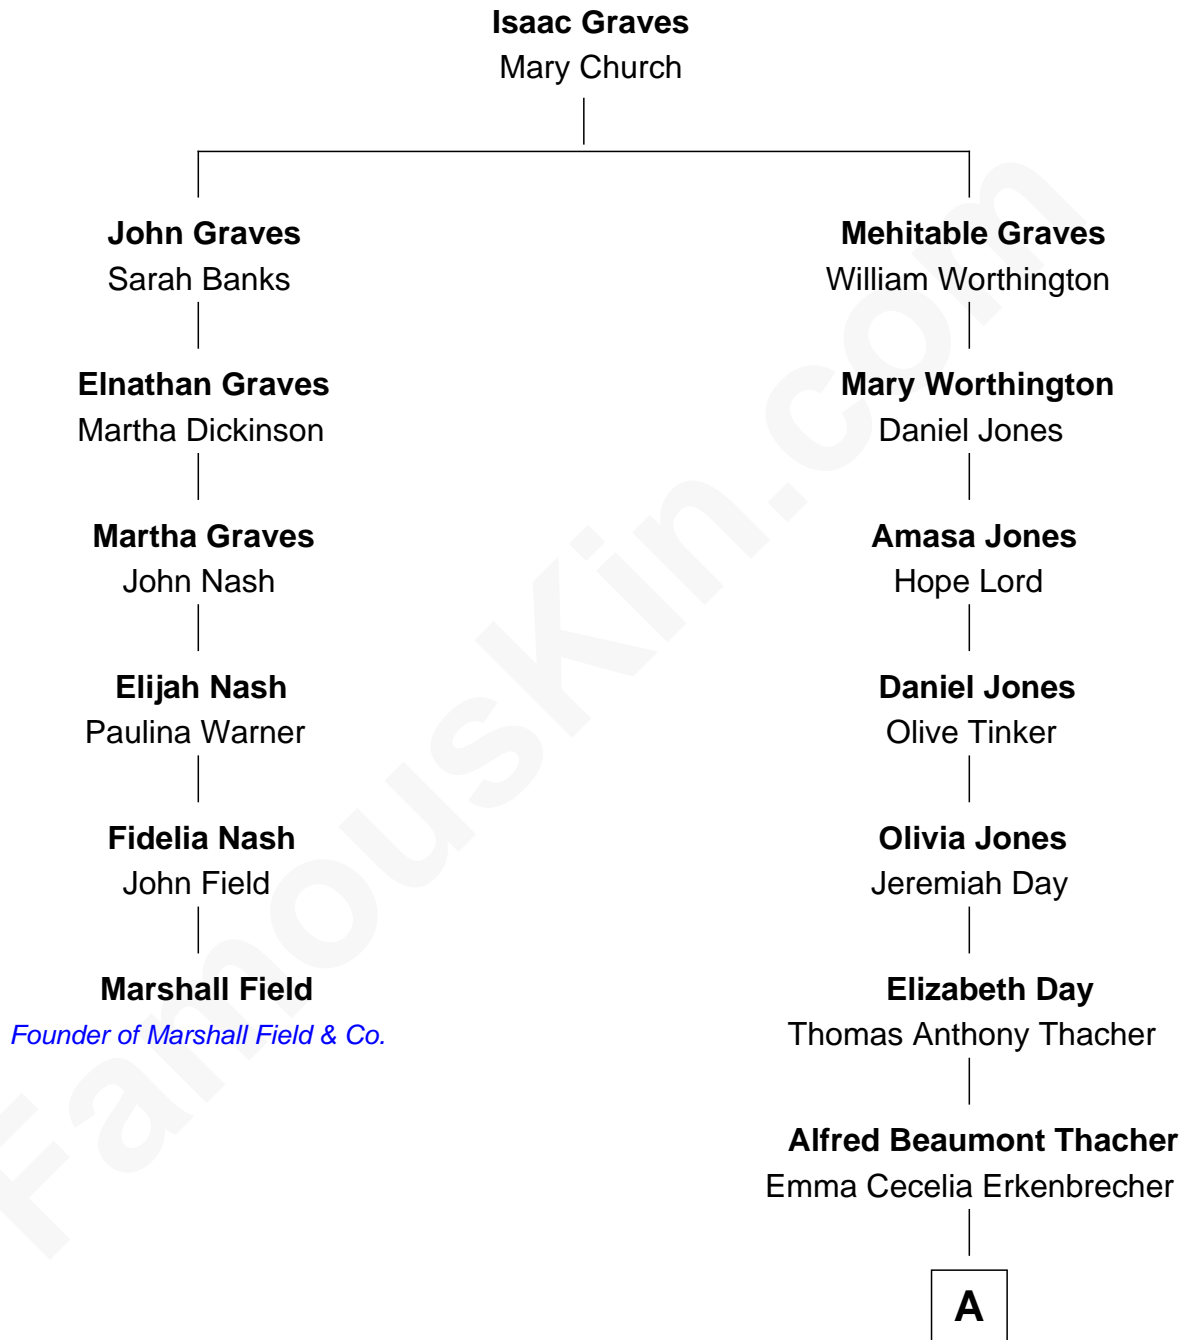 Isaac Graves
Mary Church
John Graves
Sarah Banks
Mehitable Graves
William Worthington
Elnathan Graves
Martha Dickinson
Mary Worthington
Daniel Jones
Martha Graves
John Nash
Amasa Jones
Hope Lord
Elijah Nash
Paulina Warner
Daniel Jones
Olive Tinker
Fidelia Nash
John Field
Olivia Jones
Jeremiah Day
Marshall Field
Founder of Marshall Field & Co.
Elizabeth Day
Thomas Anthony Thacher
Alfred Beaumont Thacher
Emma Cecelia Erkenbrecher
A
FamousKin.com